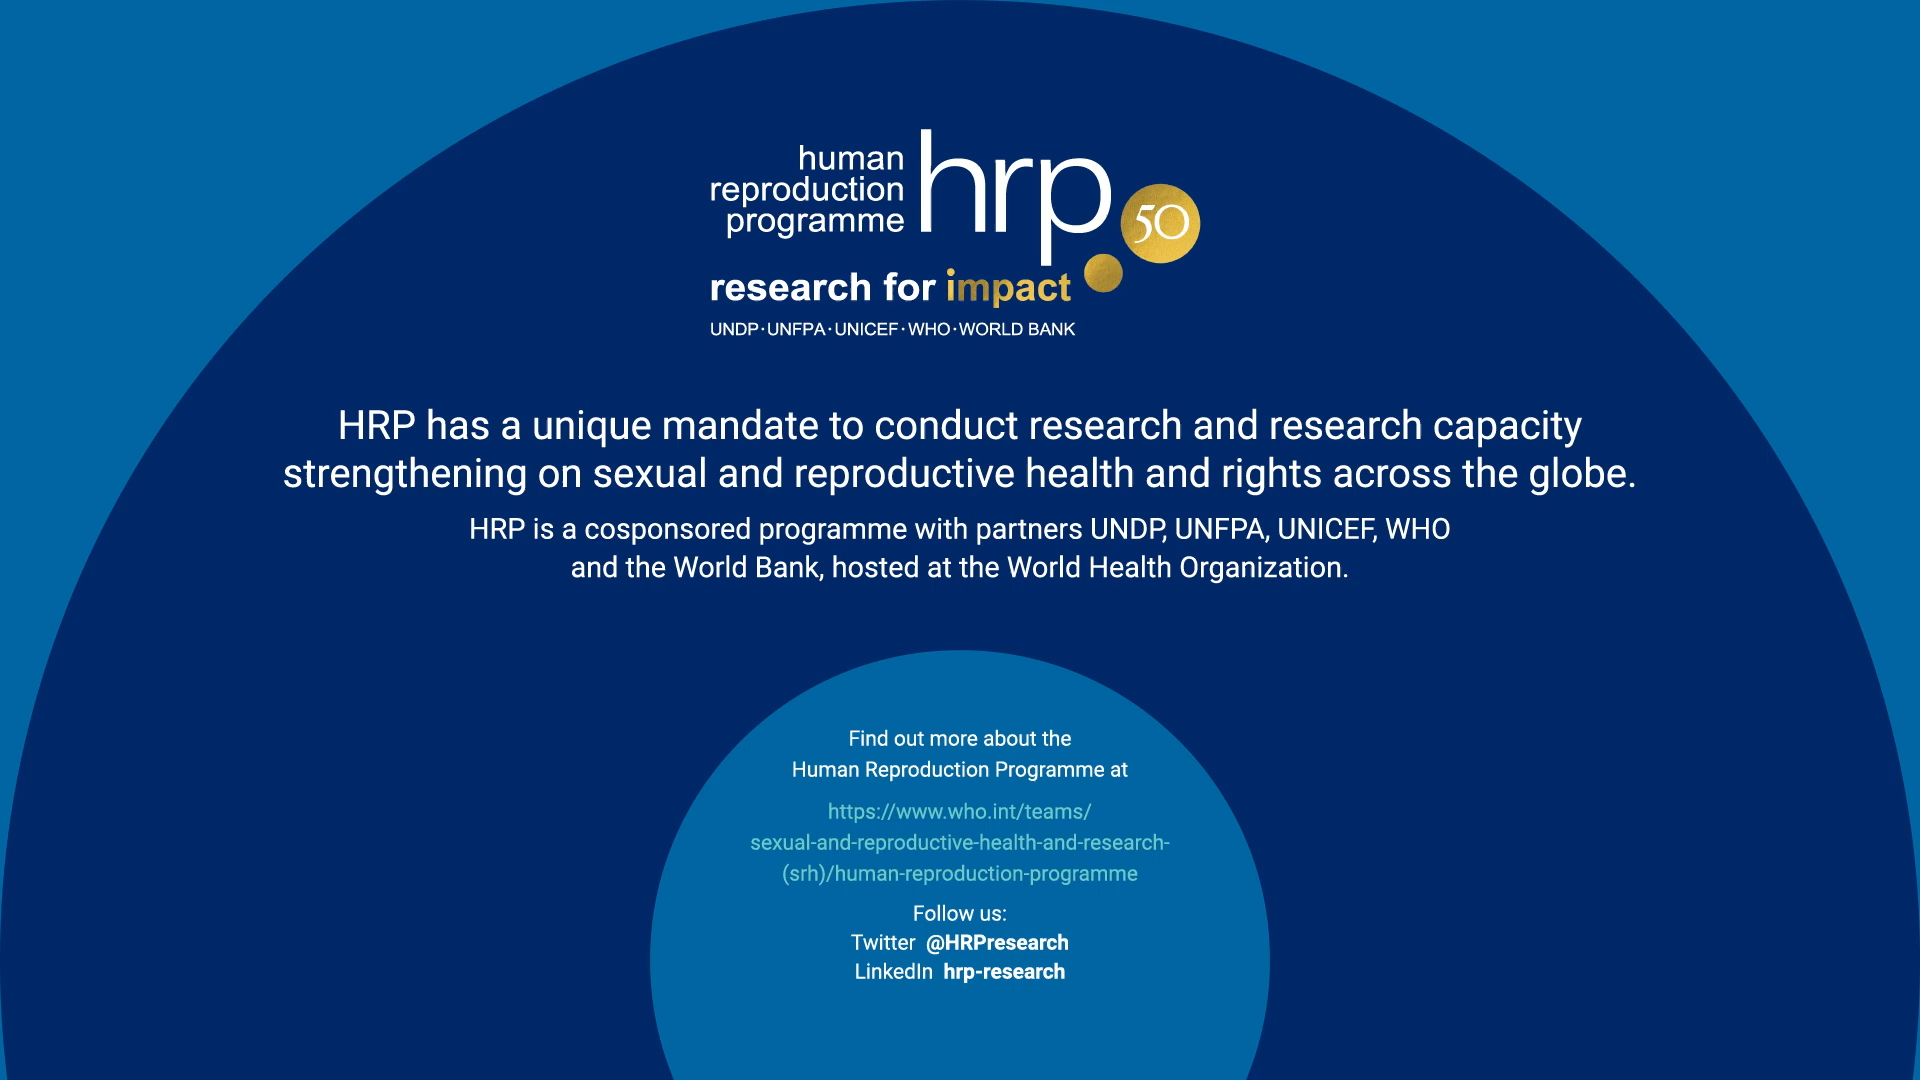 human
reproduction
programme
hrp
50
research for impact
UNDP·UNFPA·UNICEF·WHO·WORLD BANK
HRP has a unique mandate to conduct research and research capacity
strengthening on sexual and reproductive health and rights across the globe.
HRP is a cosponsored programme with partners UNDP, UNFPA, UNICEF, WHO
and the World Bank, hosted at the World Health Organization.
Find out more about the
Human Reproduction Programme at
https://www.who.int/teams/
sexual-and-reproductive-health-and-research-
(srh)/human-reproduction-programme
Follow us:
Twitter @HRPresearch
LinkedIn hrp-research